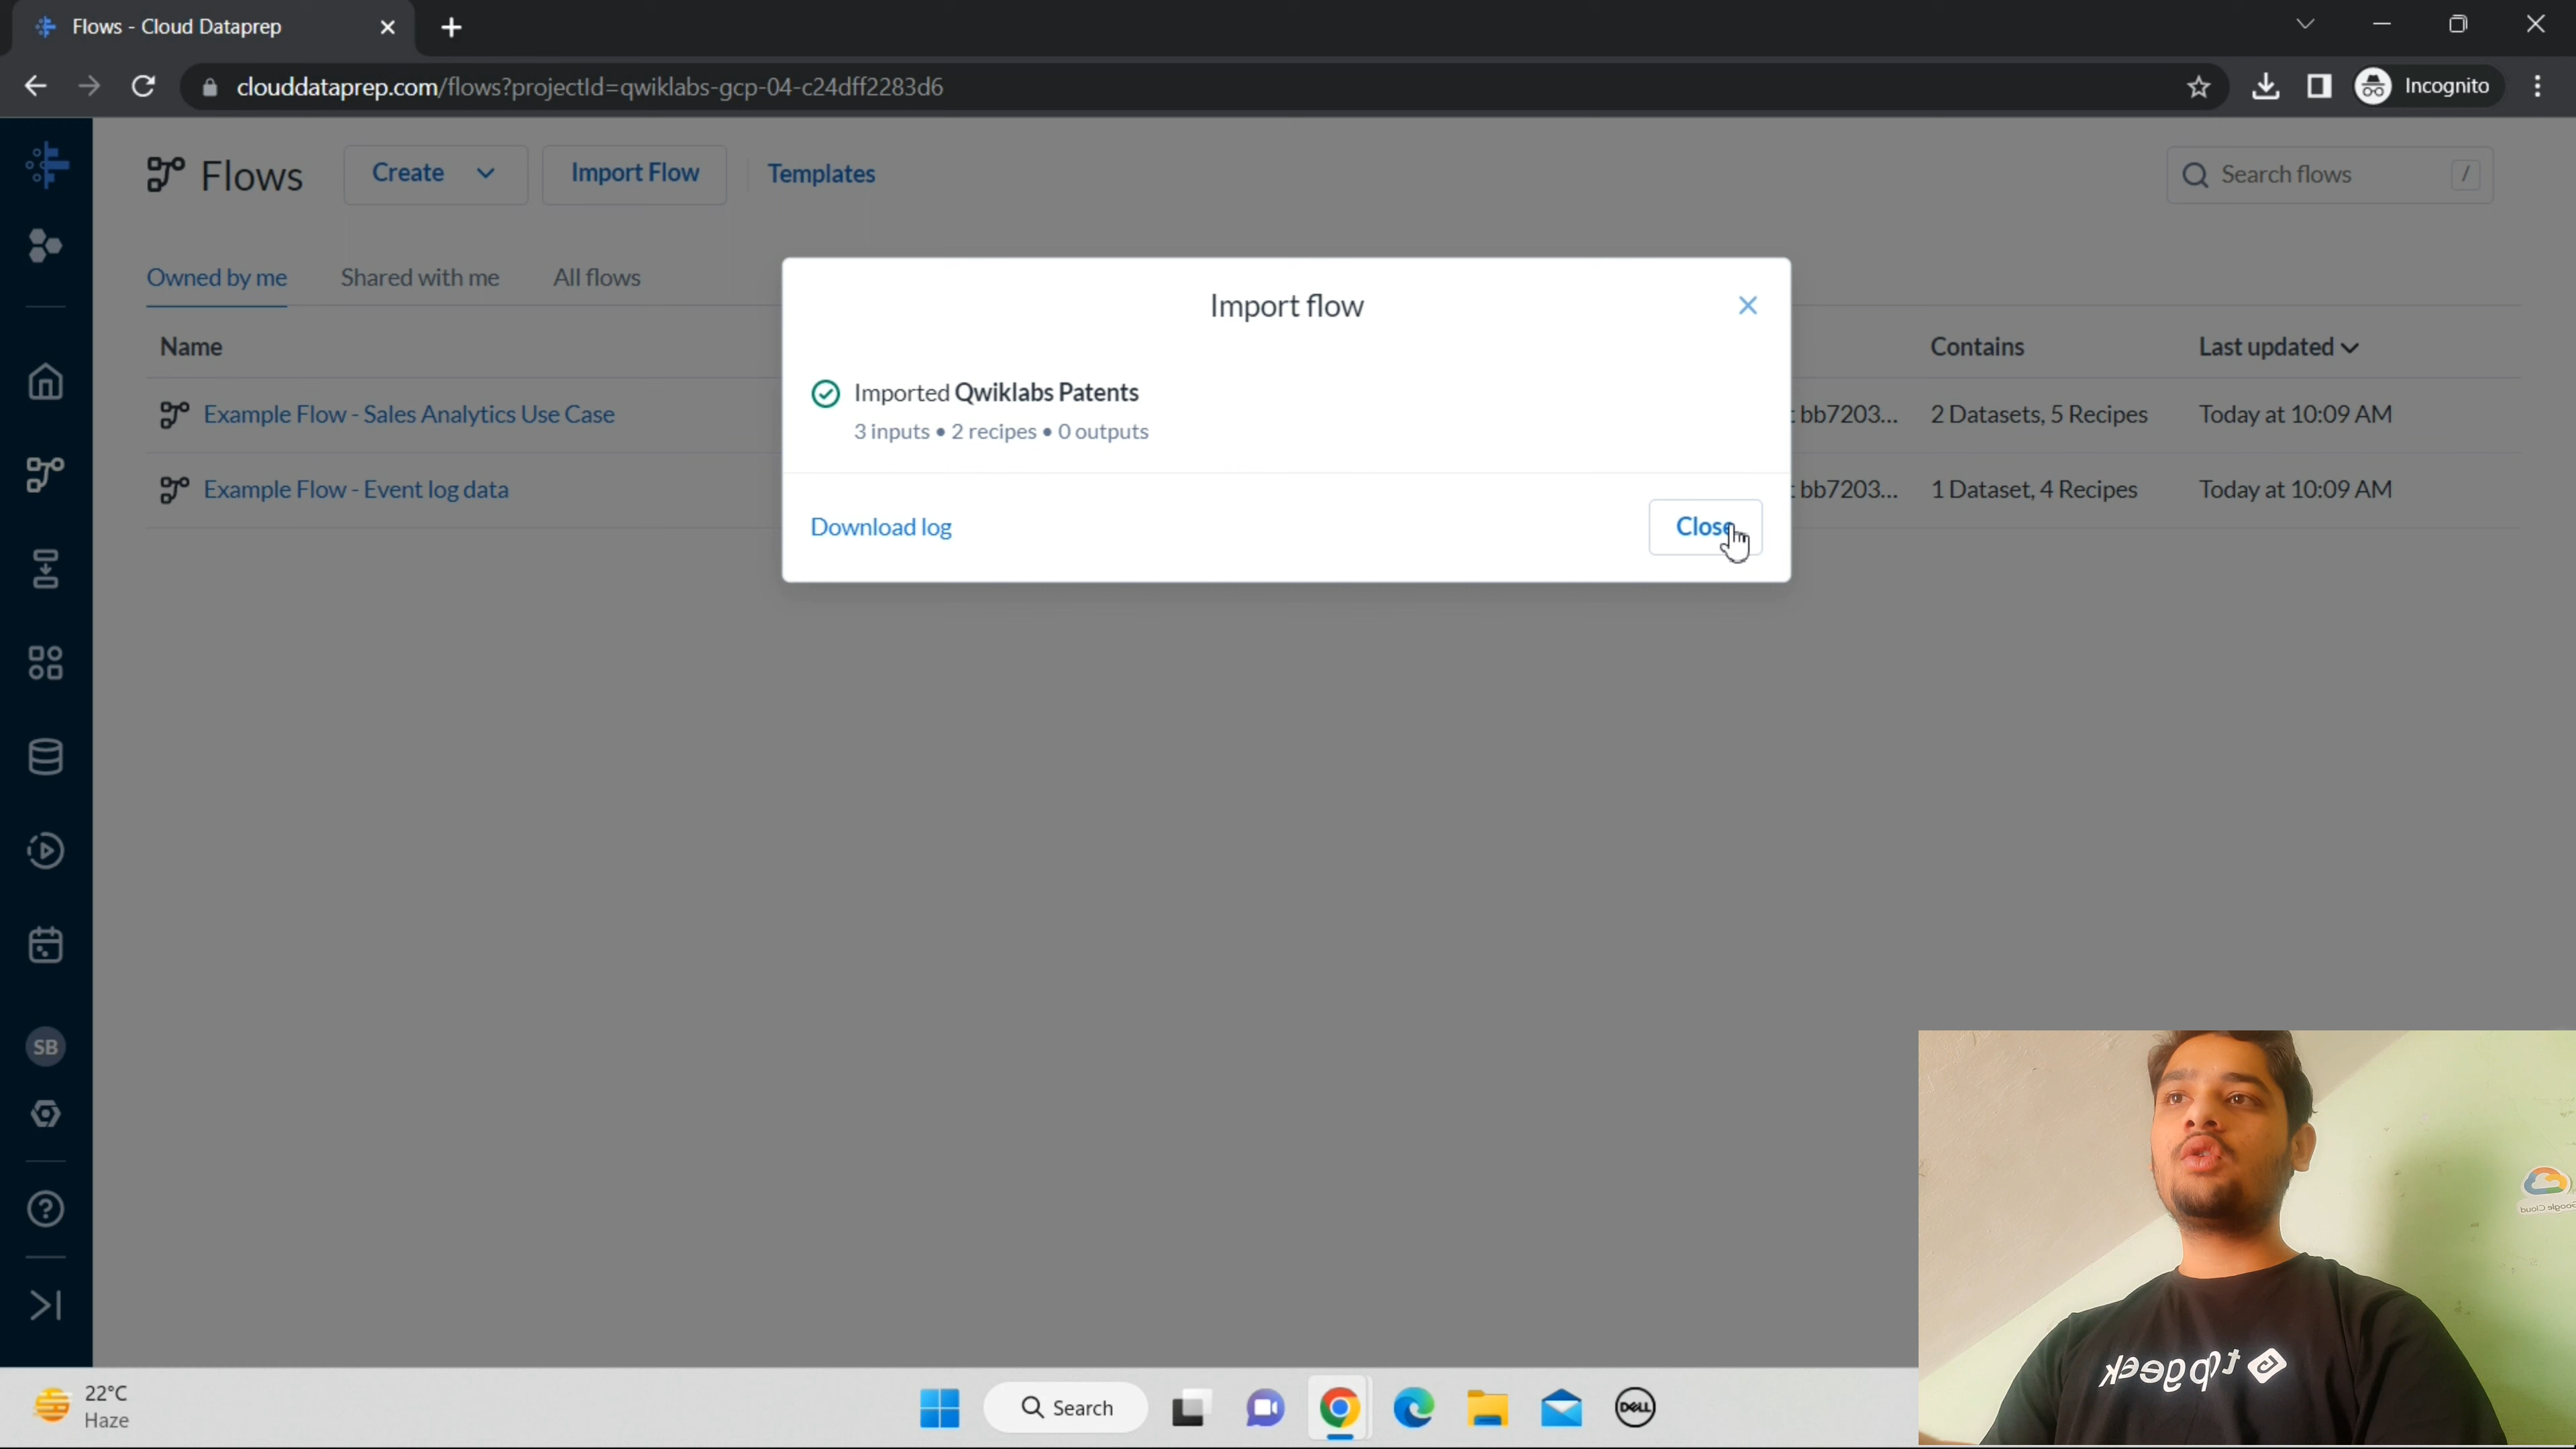 Flows - Cloud Dataprep
clouddataprep.com/flows?projectId=qwiklabs-gcp-04-c24dff2283d6
Incognito
Flows
Create
Import Flow
Templates
Search flows
/
Owned by me
Shared with me
All flows
Name
Contains
Last updated
Example Flow - Sales Analytics Use Case
bb7203...
2 Datasets, 5 Recipes
Today at 10:09 AM
Example Flow - Event log data
bb7203...
1 Dataset, 4 Recipes
Today at 10:09 AM
Import flow
Imported Qwiklabs Patents
3 inputs • 2 recipes • 0 outputs
Download log
Close
SB
22°C
Haze
Search
DELL
Google Cloud
topgeek